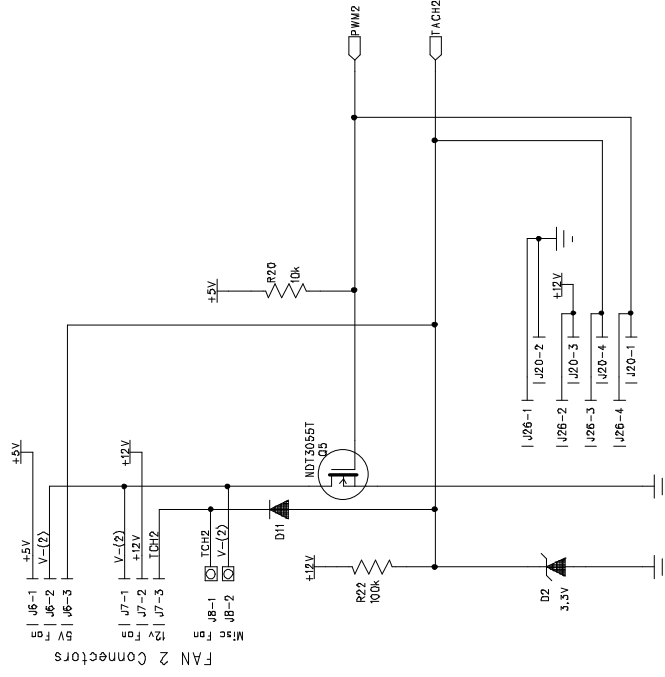 PWM2
TACH2
+5V
R20
10k
+12V
J20-2
J20-3
J20-4
J20-1
J26-1
J26-2
J26-3
J26-4
NDT3055T
Q5
+5V
+12V
+5V
V-(2)
V-(2)
+12V
TCH2
TCH2
V-(2)
D11
+12V
R22
100k
D2
3.3V
J6-1
J6-2
J6-3
5V Fan
J7-1
J7-2
J7-3
12v Fan
J8-1
J8-2
Misc Fan
FAN 2 Connectors